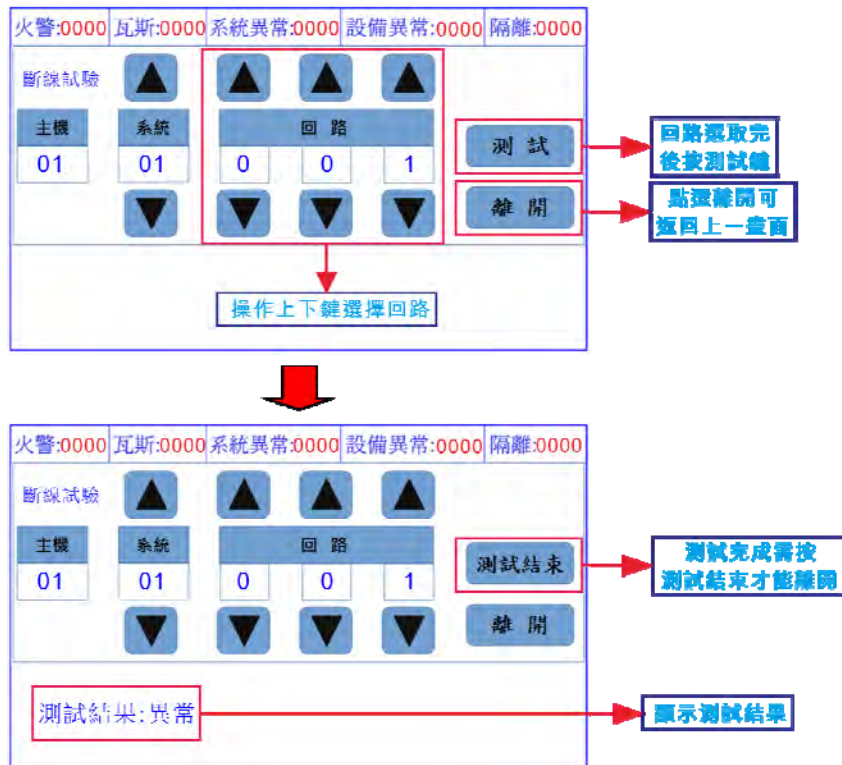 火警:0000 瓦斯:0000 系統異常:0000 設備異常:0000 隔離:0000
斷線試驗
主機 系統 回 路
01 01 0 0 1
測 試
離 開
回路選取完
後按測試鍵
點選離開可
返回上一畫面
操作上下鍵選擇回路
火警:0000 瓦斯:0000 系統異常:0000 設備異常:0000 隔離:0000
斷線試驗
主機 系統 回 路
01 01 0 0 1
測試結束
離 開
測試完成需按
測試結束才能離開
測試結果:異常
顯示測試結果